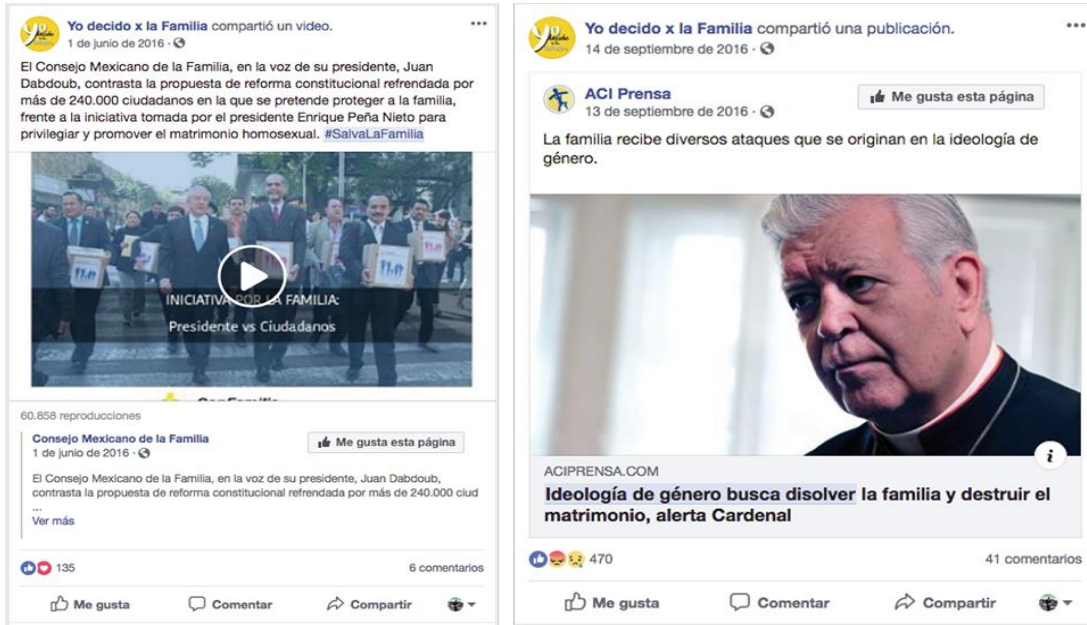 Yo decido x la Familia compartió un video.
1 de junio de 2016 ·
El Consejo Mexicano de la Familia, en la voz de su presidente, Juan
Dabdoub, contrasta la propuesta de reforma constitucional refrendada por
más de 240.000 ciudadanos en la que se pretende proteger a la familia,
frente a la iniciativa tomada por el presidente Enrique Peña Nieto para
privilegiar y promover el matrimonio homosexual. #SalvaLaFamilia
INICIATIVA POR LA FAMILIA:
Presidente vs Ciudadanos
60.858 reproducciones
Consejo Mexicano de la Familia
Me gusta esta página
1 de junio de 2016 ·
El Consejo Mexicano de la Familia, en la voz de su presidente, Juan Dabdoub,
contrasta la propuesta de reforma constitucional refrendada por más de 240.000 ciud
...
Ver más
135
6 comentarios
Me gusta
Comentar
Compartir
Yo decido x la Familia compartió una publicación.
14 de septiembre de 2016 ·
ACI Prensa
Me gusta esta página
13 de septiembre de 2016 ·
La familia recibe diversos ataques que se originan en la ideología de
género.
ACIPRENSA.COM
Ideología de género busca disolver la familia y destruir el
matrimonio, alerta Cardenal
470
41 comentarios
Me gusta
Comentar
Compartir